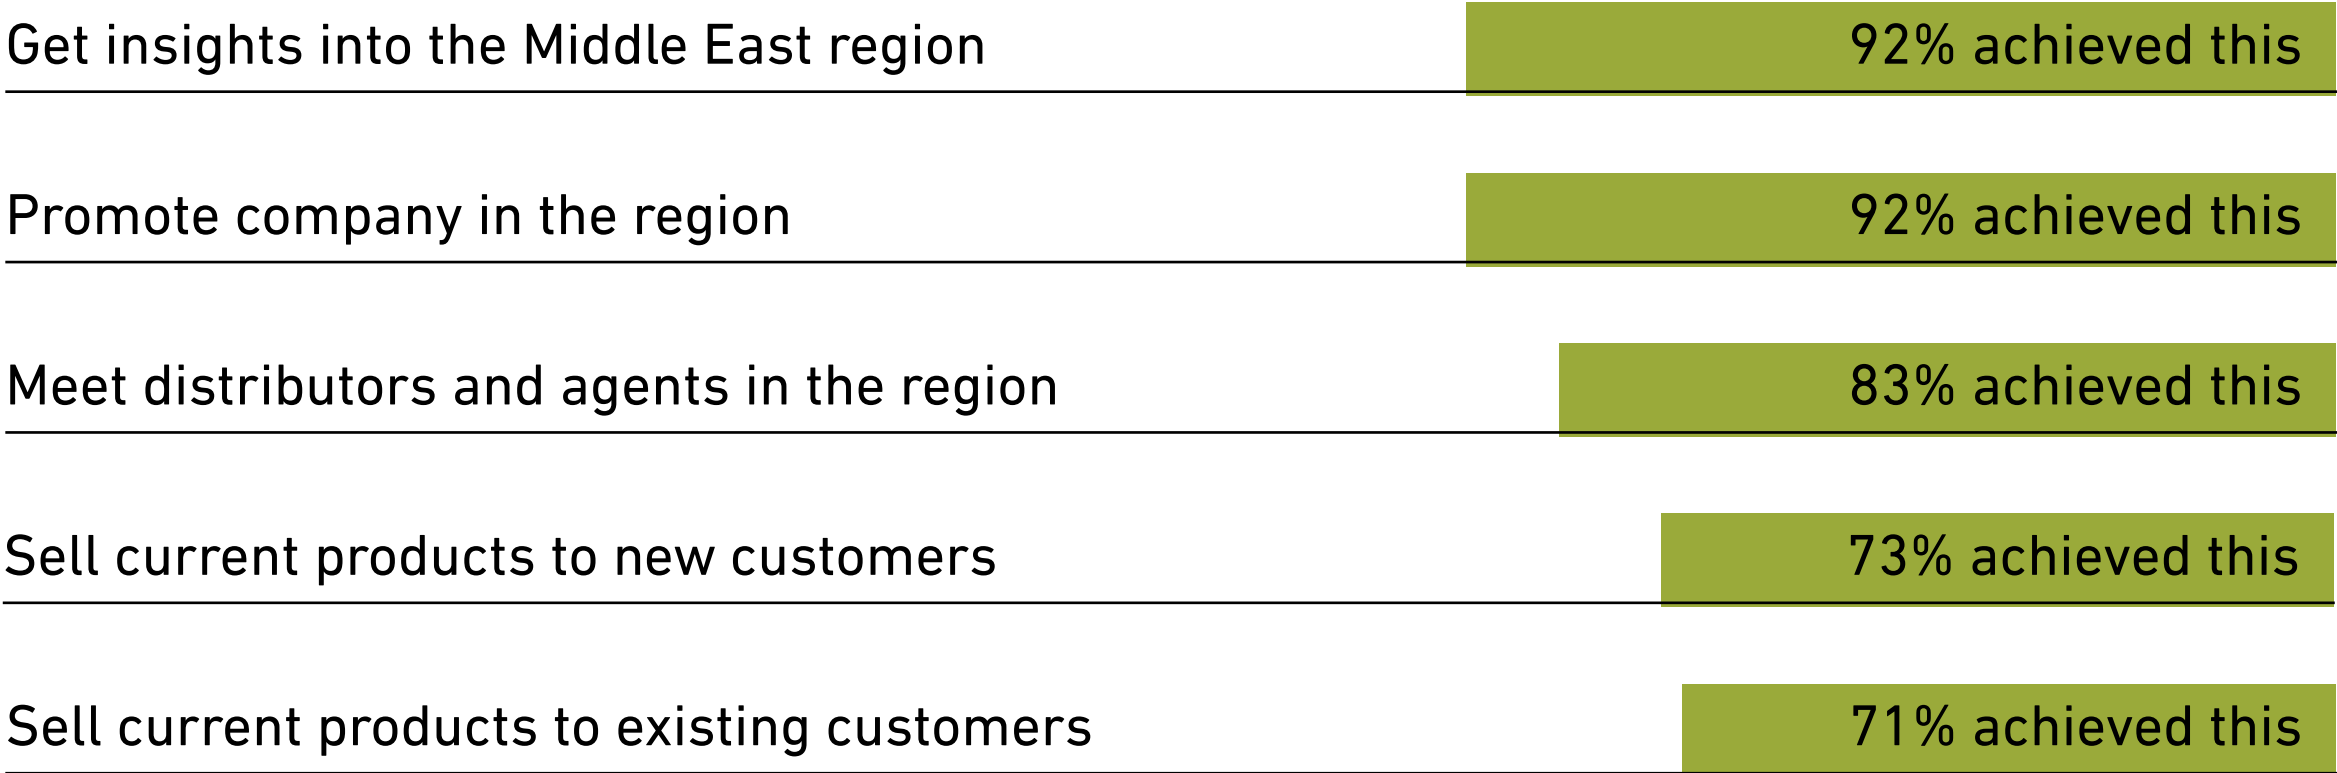 Get insights into the Middle East region 92% achieved this
Promote company in the region 92% achieved this
Meet distributors and agents in the region 83% achieved this
Sell current products to new customers 73% achieved this
Sell current products to existing customers 71% achieved this